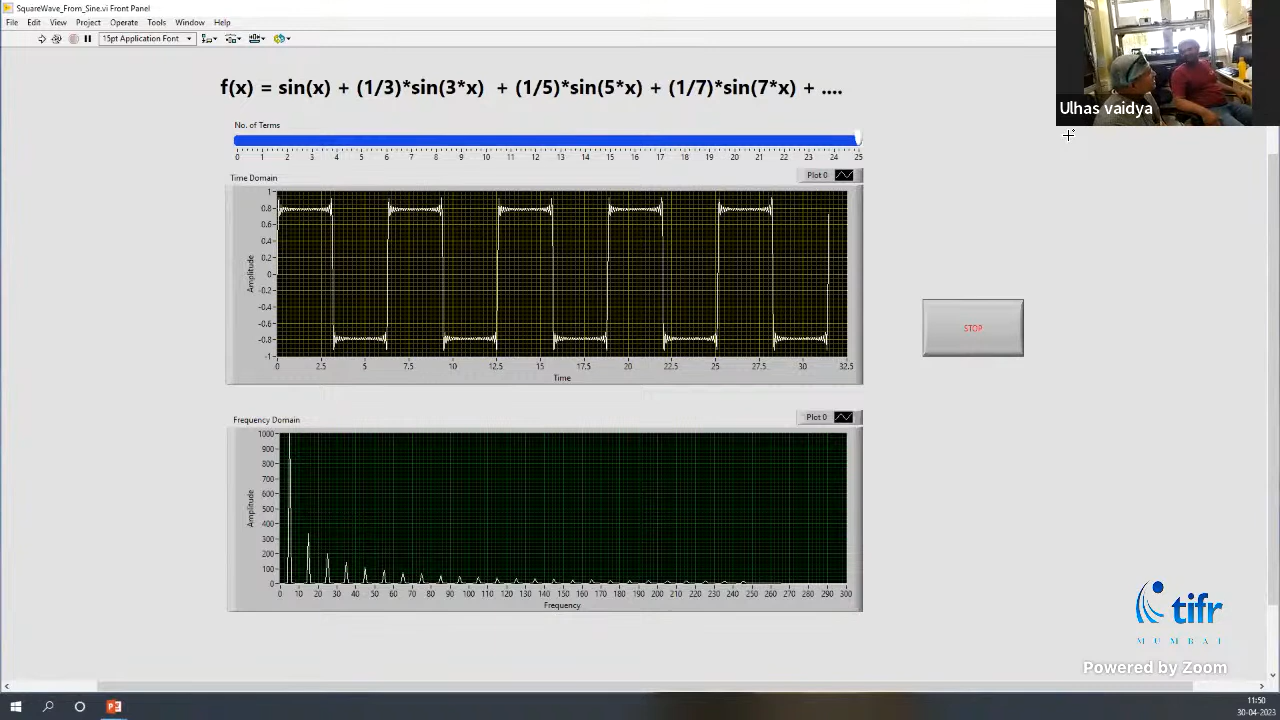 SquareWave_From_Sine.vi Front Panel
File Edit View Project Operate Tools Window Help
15pt Application Font
Ulhas vaidya
f(x) = sin(x) + (1/3)*sin(3*x) + (1/5)*sin(5*x) + (1/7)*sin(7*x) + ....
No. of Terms
0 1 2 3 4 5 6 7 8 9 10 11 12 13 14 15 16 17 18 19 20 21 22 23 24 25
Time Domain
Plot 0
Amplitude
1
0.8
0.6
0.4
0.2
0
-0.2
-0.4
-0.6
-0.8
-1
0 2.5 5 7.5 10 12.5 15 17.5 20 22.5 25 27.5 30 32.5
Time
STOP
Frequency Domain
Plot 0
Amplitude
1000
900
800
700
600
500
400
300
200
100
0
0 10 20 30 40 50 60 70 80 90 100 110 120 130 140 150 160 170 180 190 200 210 220 230 240 250 260 270 280 290 300
Frequency
tifr
MUMBAI
Powered by Zoom
11:50
30-04-2023